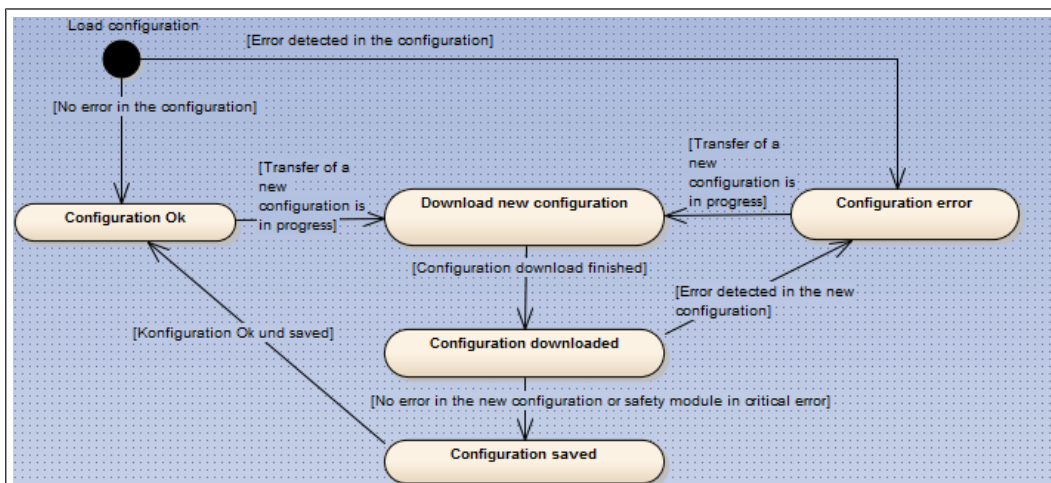 Load configuration
[Error detected in the configuration]
[No error in the configuration]
[Transfer of a
new
configuration is
in progress]
[Transfer of a
new
configuration is
in progress]
Configuration Ok
Download new configuration
Configuration error
[Configuration download finished]
[Error detected in the new
configuration]
[Konfiguration Ok und saved]
Configuration downloaded
[No error in the new configuration or safety module in critical error]
Configuration saved